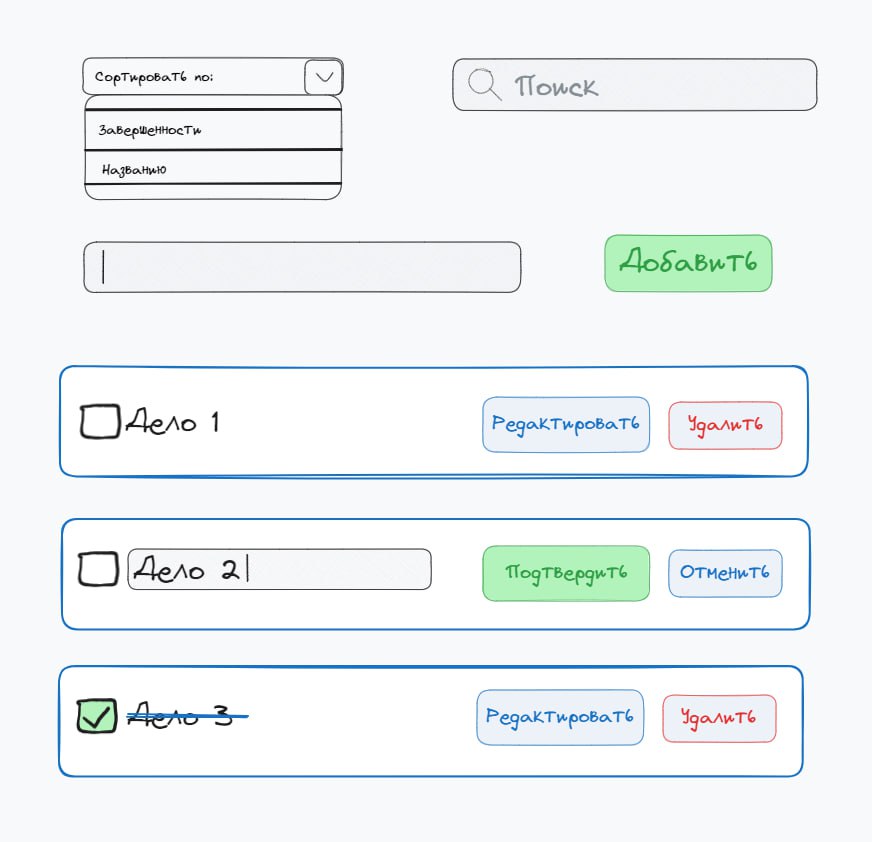 Сортировать по:
Поиск
Завершенности
Названию
Добавить
Дело 1
Редактировать
Удалить
Дело 2
Подтвердить
Отменить
Дело 3
Редактировать
Удалить